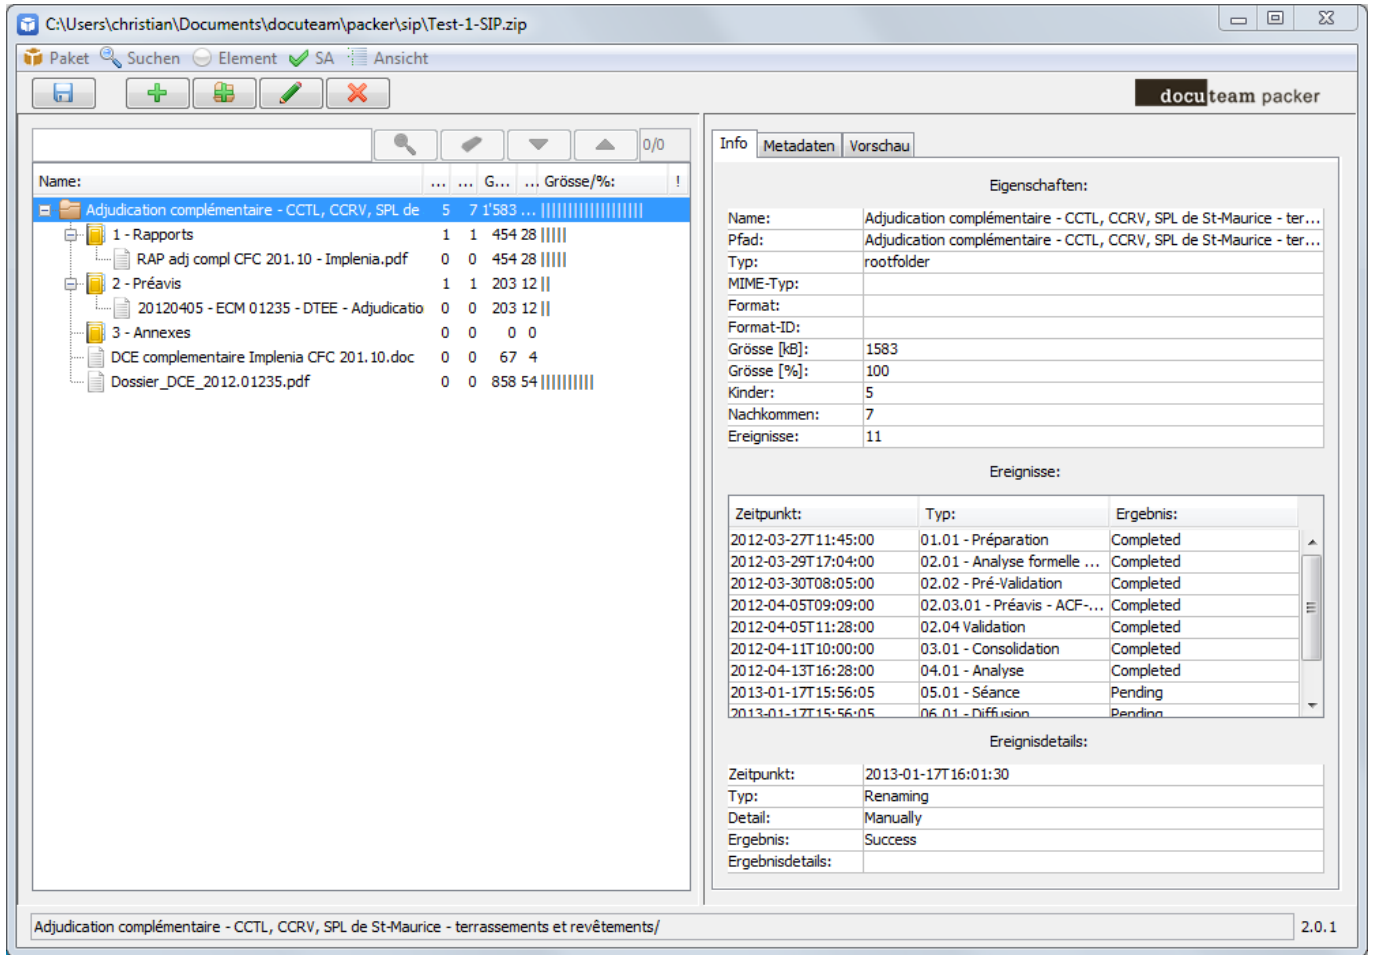 C:\Users\christian\Documents\docuteam\packer\sip\Test-1-SIP.zip
Paket Suchen Element SA Ansicht
docuteam packer
0/0
Name: ... ... G... ... Grösse/%: !
Adjudication complémentaire - CCTL, CCRV, SPL de 5 7 1'583 ...
1 - Rapports 1 1 454 28
RAP adj compl CFC 201.10 - Implenia.pdf 0 0 454 28
2 - Préavis 1 1 203 12
20120405 - ECM 01235 - DTEE - Adjudicatio 0 0 203 12
3 - Annexes 0 0 0 0
DCE complementaire Implenia CFC 201.10.doc 0 0 67 4
Dossier_DCE_2012.01235.pdf 0 0 858 54
Info Metadaten Vorschau
Eigenschaften:
Name: Adjudication complémentaire - CCTL, CCRV, SPL de St-Maurice - ter...
Pfad: Adjudication complémentaire - CCTL, CCRV, SPL de St-Maurice - ter...
Typ: rootfolder
MIME-Typ:
Format:
Format-ID:
Grösse [kB]: 1583
Grösse [%]: 100
Kinder: 5
Nachkommen: 7
Ereignisse: 11
Ereignisse:
Zeitpunkt: Typ: Ergebnis:
2012-03-27T11:45:00 01.01 - Préparation Completed
2012-03-29T17:04:00 02.01 - Analyse formelle ... Completed
2012-03-30T08:05:00 02.02 - Pré-Validation Completed
2012-04-05T09:09:00 02.03.01 - Préavis - ACF-... Completed
2012-04-05T11:28:00 02.04 Validation Completed
2012-04-11T10:00:00 03.01 - Consolidation Completed
2012-04-13T16:28:00 04.01 - Analyse Completed
2013-01-17T15:56:05 05.01 - Séance Pending
2013-01-17T15:56:05 06.01 - Diffusion Pending
Ereignisdetails:
Zeitpunkt: 2013-01-17T16:01:30
Typ: Renaming
Detail: Manually
Ergebnis: Success
Ergebnisdetails:
Adjudication complémentaire - CCTL, CCRV, SPL de St-Maurice - terrassements et revêtements/ 2.0.1